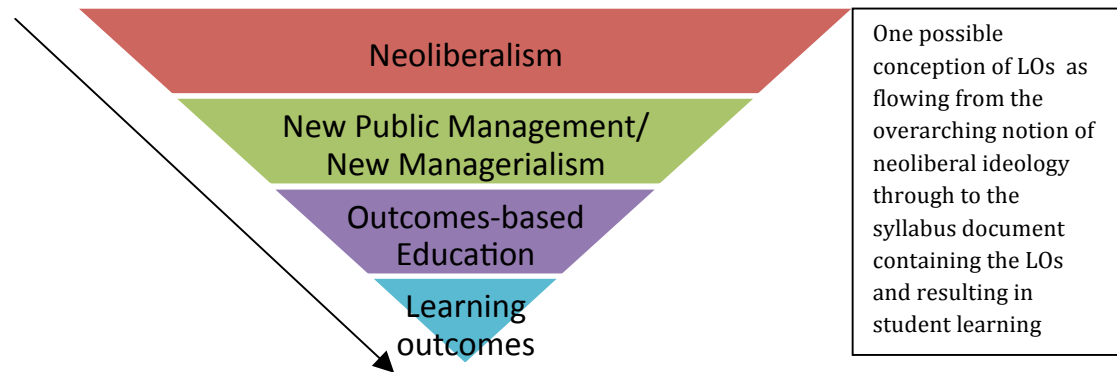 Neoliberalism
New Public Management/
New Managerialism
Outcomes-based
Education
Learning
outcomes
One possible
conception of LOs as
flowing from the
overarching notion of
neoliberal ideology
through to the
syllabus document
containing the LOs
and resulting in
student learning